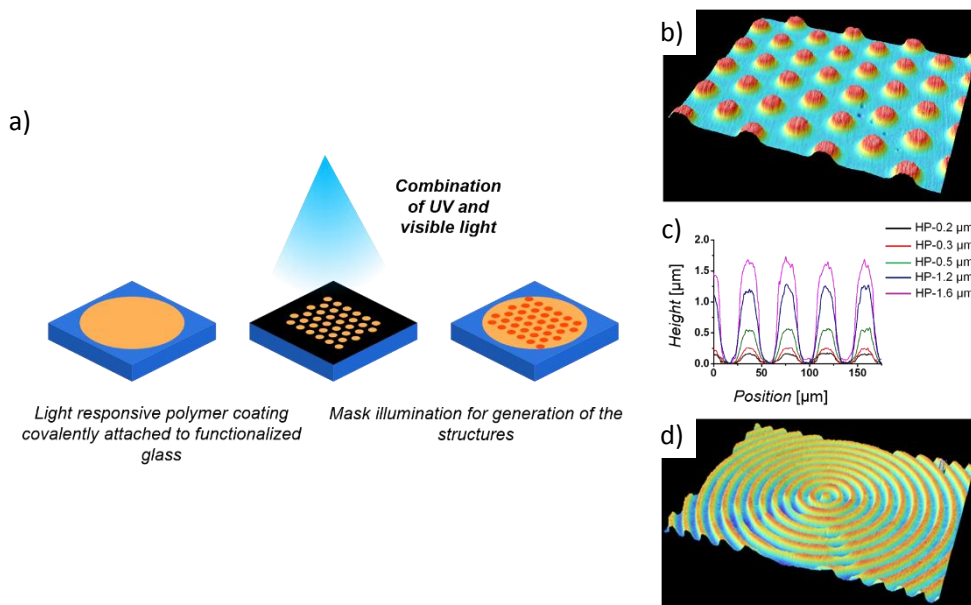 a)
Combination
of UV and
visible light
Light responsive polymer coating
covalently attached to functionalized
glass
Mask illumination for generation of the
structures
b)
c)
HP-0.2 µm
HP-0.3 µm
HP-0.5 µm
HP-1.2 µm
HP-1.6 µm
2.0
1.5
1.0
0.5
0.0
Height [µm]
0 50 75 100 150
Position [µm]
d)